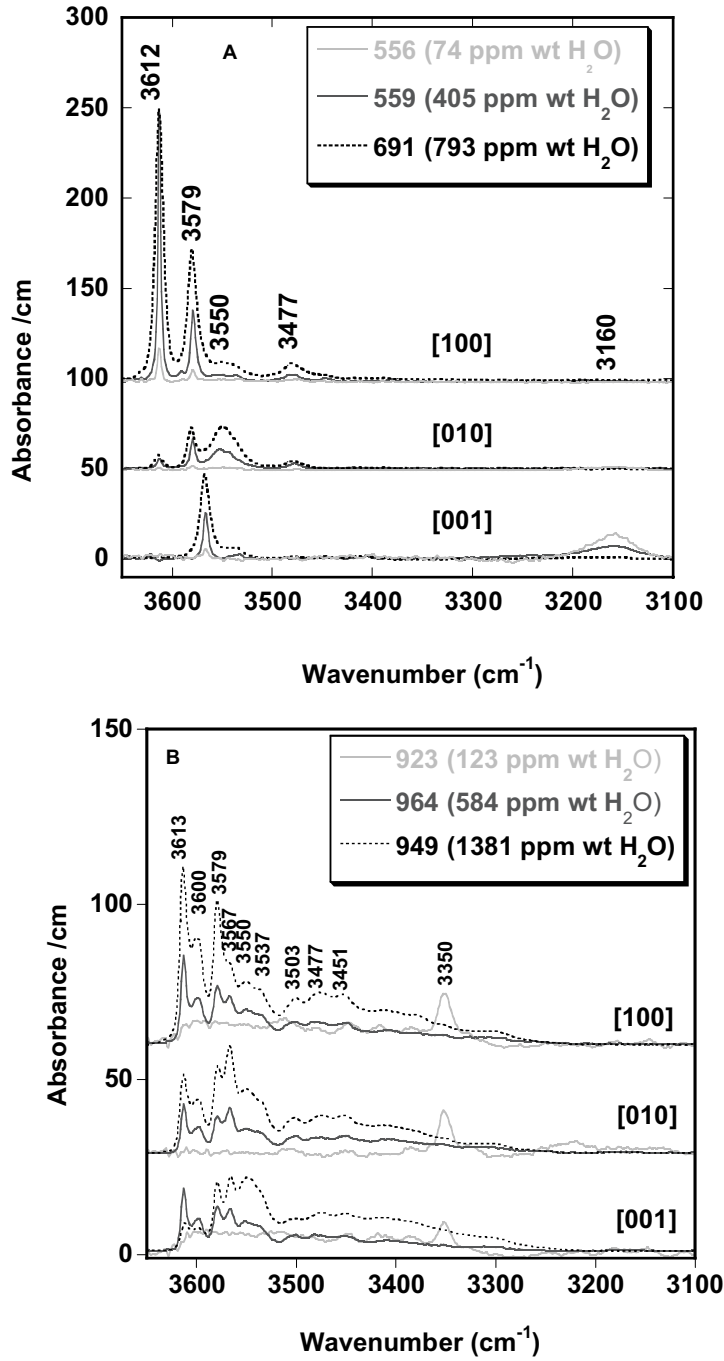 300
A
556 (74 ppm wt H2O)
559 (405 ppm wt H2O)
691 (793 ppm wt H2O)
3612
250
3579
200
3550
3477
3160
150
[100]
100
[010]
50
[001]
0
Absorbance /cm
3600 3500 3400 3300 3200 3100
Wavenumber (cm-1)
150
B
923 (123 ppm wt H2O)
964 (584 ppm wt H2O)
949 (1381 ppm wt H2O)
3613
3600
3579
3567
3550
3537
3503
3477
3451
3350
100
[100]
50
[010]
[001]
0
Absorbance /cm
3600 3500 3400 3300 3200 3100
Wavenumber (cm-1)